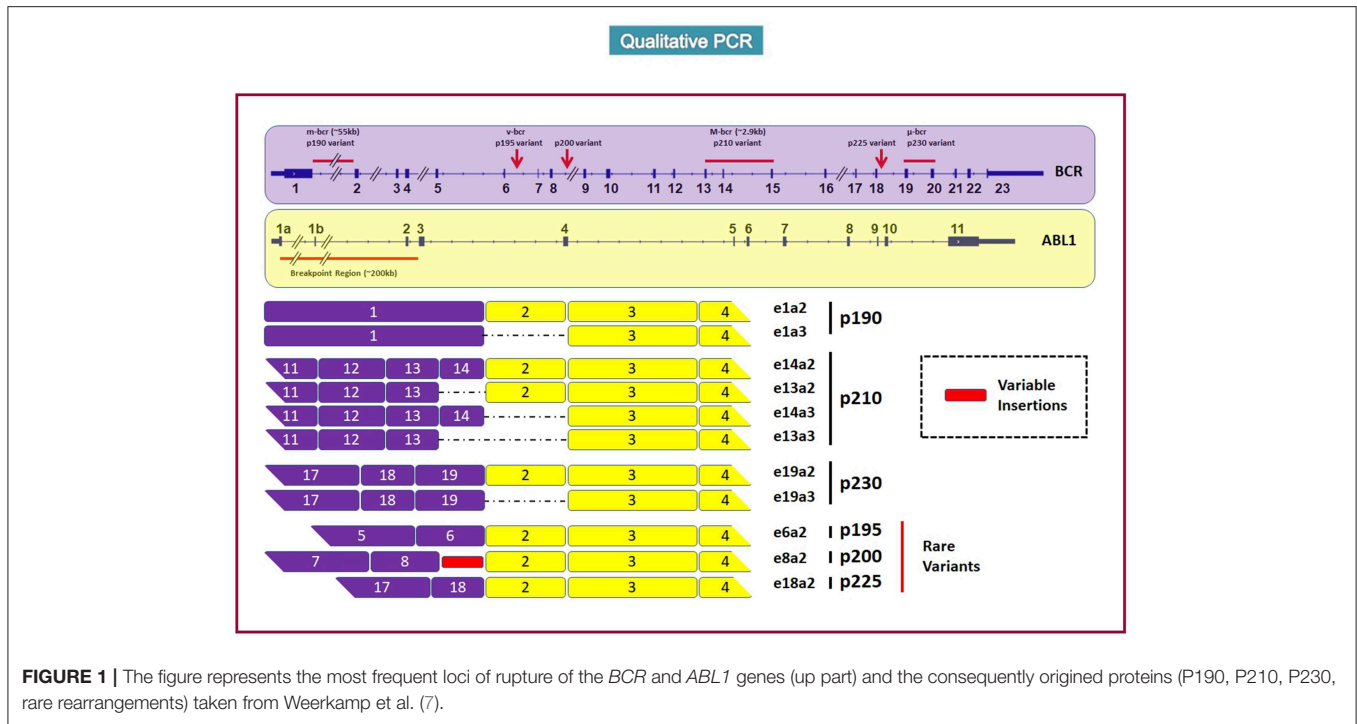 Qualitative PCR
m-bcr (~55kb)
p190 variant
v-bcr
p195 variant
p200 variant
M-bcr (~2.9kb)
p210 variant
p225 variant
μ-bcr
p230 variant
1 2 3 4 5 6 7 8 9 10 11 12 13 14 15 16 17 18 19 20 21 22 23
BCR
1a 1b 2 3 4 5 6 7 8 9 10 11
ABL1
Breakpoint Region (~200kb)
1 2 3 4 e1a2
1 3 4 e1a3
p190
11 12 13 14 2 3 4 e14a2
11 12 13 2 3 4 e13a2
11 12 13 14 3 4 e14a3
11 12 13 3 4 e13a3
p210
Variable
Insertions
17 18 19 2 3 4 e19a2
17 18 19 3 4 e19a3
p230
5 6 2 3 4 e6a2 p195
7 8 2 3 4 e8a2 p200
17 18 2 3 4 e18a2 p225
Rare
Variants
FIGURE 1 | The figure represents the most frequent loci of rupture of the BCR and ABL1 genes (up part) and the consequently origined proteins (P190, P210, P230,
rare rearrangements) taken from Weerkamp et al. (7).